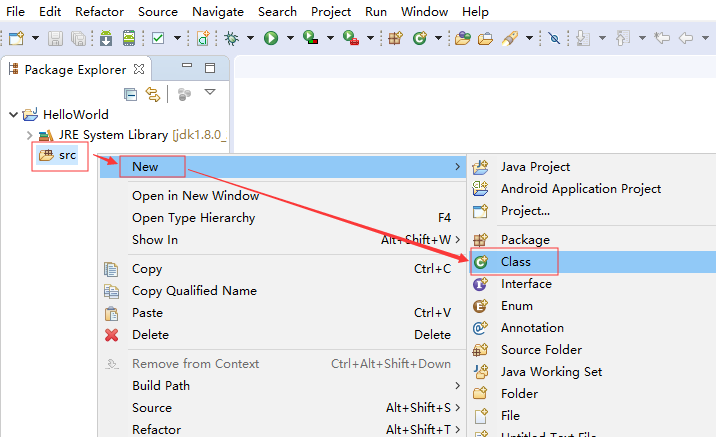 File Edit Refactor Source Navigate Search Project Run Window Help
Package Explorer
HelloWorld
JRE System Library [jdk1.8.0_
src
New
Open in New Window
Open Type Hierarchy F4
Show In Alt+Shift+W
Copy Ctrl+C
Copy Qualified Name
Paste Ctrl+V
Delete Delete
Remove from Context Ctrl+Alt+Shift+Down
Build Path
Source Alt+Shift+S
Refactor Alt+Shift+T
Java Project
Android Application Project
Project...
Package
Class
Interface
Enum
Annotation
Source Folder
Java Working Set
Folder
File
Untitled Text File